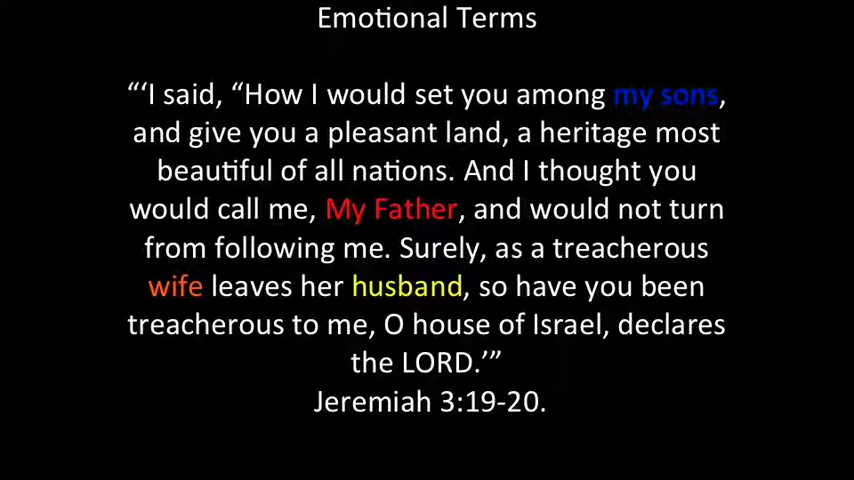 Emotional Terms
“‘I said, “How I would set you among my sons,
and give you a pleasant land, a heritage most
beautiful of all nations. And I thought you
would call me, My Father, and would not turn
from following me. Surely, as a treacherous
wife leaves her husband, so have you been
treacherous to me, O house of Israel, declares
the LORD.’”
Jeremiah 3:19-20.